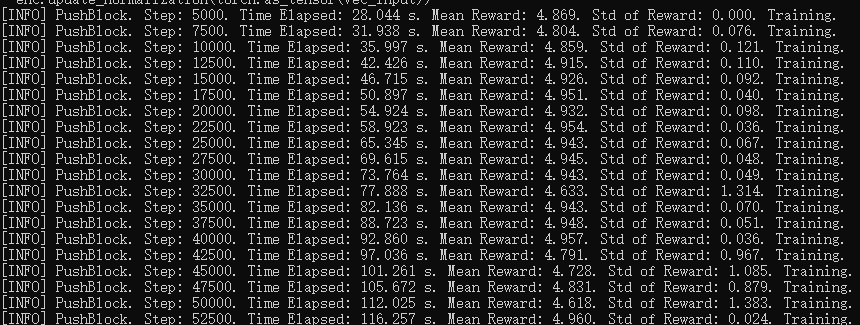 enc.update_normalization(torch.as_tensor(vec_input))
[INFO] PushBlock. Step: 5000. Time Elapsed: 28.044 s. Mean Reward: 4.869. Std of Reward: 0.000. Training.
[INFO] PushBlock. Step: 7500. Time Elapsed: 31.938 s. Mean Reward: 4.804. Std of Reward: 0.076. Training.
[INFO] PushBlock. Step: 10000. Time Elapsed: 35.997 s. Mean Reward: 4.859. Std of Reward: 0.121. Training.
[INFO] PushBlock. Step: 12500. Time Elapsed: 42.426 s. Mean Reward: 4.915. Std of Reward: 0.110. Training.
[INFO] PushBlock. Step: 15000. Time Elapsed: 46.715 s. Mean Reward: 4.926. Std of Reward: 0.092. Training.
[INFO] PushBlock. Step: 17500. Time Elapsed: 50.897 s. Mean Reward: 4.951. Std of Reward: 0.040. Training.
[INFO] PushBlock. Step: 20000. Time Elapsed: 54.924 s. Mean Reward: 4.932. Std of Reward: 0.098. Training.
[INFO] PushBlock. Step: 22500. Time Elapsed: 58.923 s. Mean Reward: 4.954. Std of Reward: 0.036. Training.
[INFO] PushBlock. Step: 25000. Time Elapsed: 65.345 s. Mean Reward: 4.943. Std of Reward: 0.067. Training.
[INFO] PushBlock. Step: 27500. Time Elapsed: 69.615 s. Mean Reward: 4.945. Std of Reward: 0.048. Training.
[INFO] PushBlock. Step: 30000. Time Elapsed: 73.764 s. Mean Reward: 4.943. Std of Reward: 0.049. Training.
[INFO] PushBlock. Step: 32500. Time Elapsed: 77.888 s. Mean Reward: 4.633. Std of Reward: 1.314. Training.
[INFO] PushBlock. Step: 35000. Time Elapsed: 82.136 s. Mean Reward: 4.943. Std of Reward: 0.070. Training.
[INFO] PushBlock. Step: 37500. Time Elapsed: 88.723 s. Mean Reward: 4.948. Std of Reward: 0.051. Training.
[INFO] PushBlock. Step: 40000. Time Elapsed: 92.860 s. Mean Reward: 4.957. Std of Reward: 0.036. Training.
[INFO] PushBlock. Step: 42500. Time Elapsed: 97.036 s. Mean Reward: 4.791. Std of Reward: 0.967. Training.
[INFO] PushBlock. Step: 45000. Time Elapsed: 101.261 s. Mean Reward: 4.728. Std of Reward: 1.085. Training.
[INFO] PushBlock. Step: 47500. Time Elapsed: 105.672 s. Mean Reward: 4.831. Std of Reward: 0.879. Training.
[INFO] PushBlock. Step: 50000. Time Elapsed: 112.025 s. Mean Reward: 4.618. Std of Reward: 1.383. Training.
[INFO] PushBlock. Step: 52500. Time Elapsed: 116.257 s. Mean Reward: 4.960. Std of Reward: 0.024. Training.